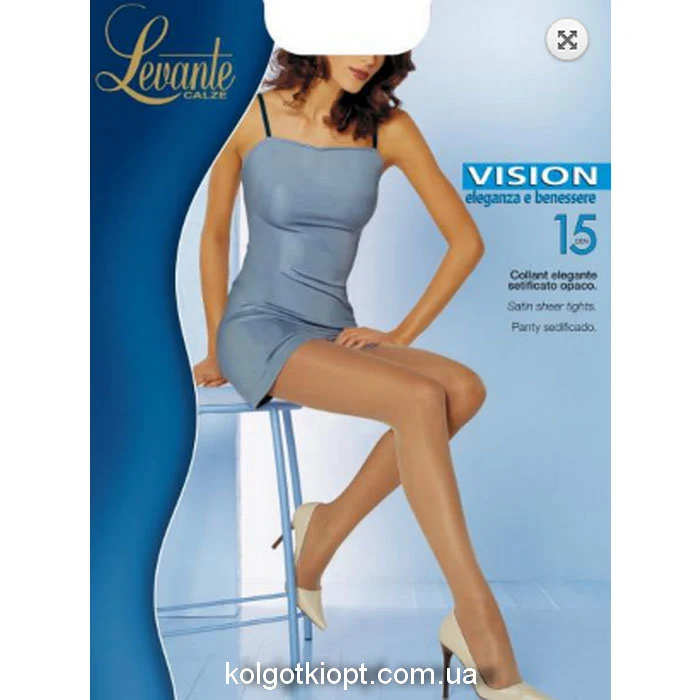 Levante
CALZE
VISION
eleganza e benessere
15
DEN
Collant elegante
setificato opaco.
Satin sheer tights.
Panty sedificado.
kolgotkiopt.com.ua